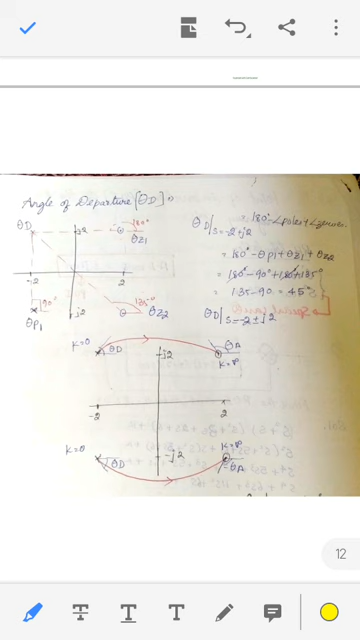 Angle of Departure [θD] :-
θD
j2
180°
θZ1
-2
2
90°
θP1
-j2
135°
θZ2
θD/s=-2+j2
180° - ∠poles + ∠zeroes
= 180° - θP1 + θZ1 + θZ2
= 180° - 90° + 180° + 135°
= 135 - 90 = 45°
θD/s=-2±j2
K=0
θD
j2
θA
K=∞
-2
2
K=0
θD
-j2
K=∞
θA
12